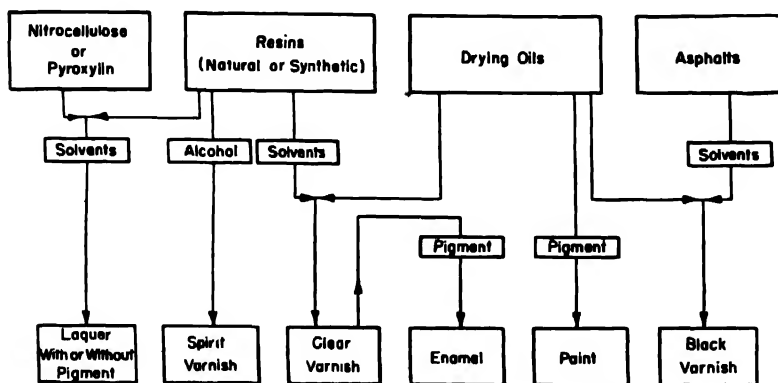 Nitrocellulose
or
Pyroxylin
Resins
(Natural or Synthetic)
Drying Oils
Asphalts
Solvents
Alcohol
Solvents
Solvents
Pigment
Pigment
Laquer
With or Without
Pigment
Spirit
Varnish
Clear
Varnish
Enamel
Paint
Black
Varnish